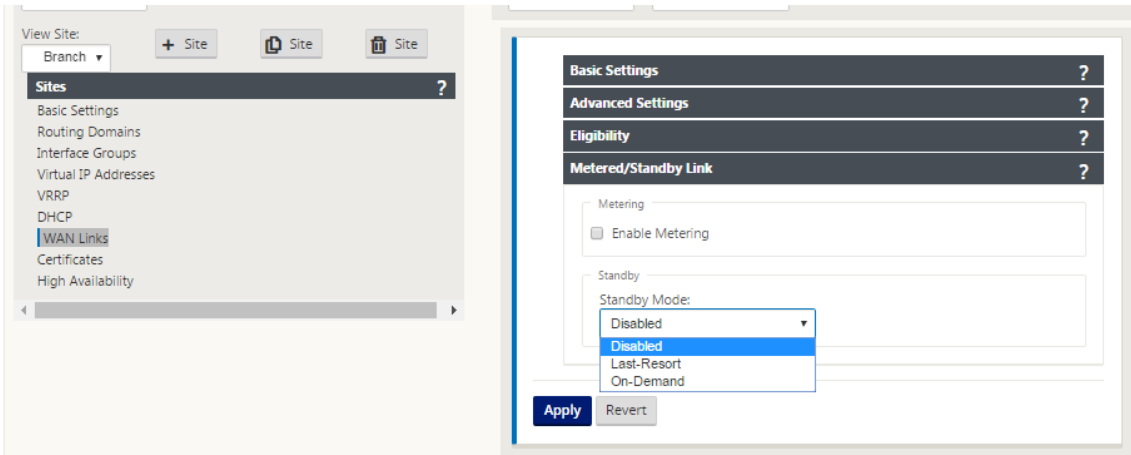 View Site:
Branch
+ Site
Site
Site
Sites ?
Basic Settings
Routing Domains
Interface Groups
Virtual IP Addresses
VRRP
DHCP
WAN Links
Certificates
High Availability
Basic Settings ?
Advanced Settings ?
Eligibility ?
Metered/Standby Link ?
Metering
Enable Metering
Standby
Standby Mode:
Disabled
Disabled
Last-Resort
On-Demand
Apply
Revert